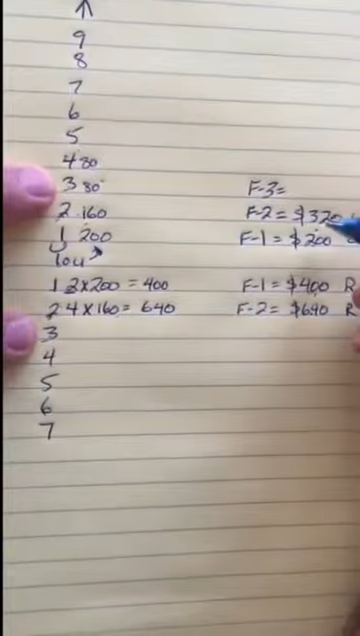 9
8
7
6
5
4 80
3 80 F-3=
2 160 F-2 = $320
1 200 F-1 = $200
You
1 2x200 = 400 F-1 = $400 R
2 4x160 = 640 F-2 = $640 R
3
4
5
6
7